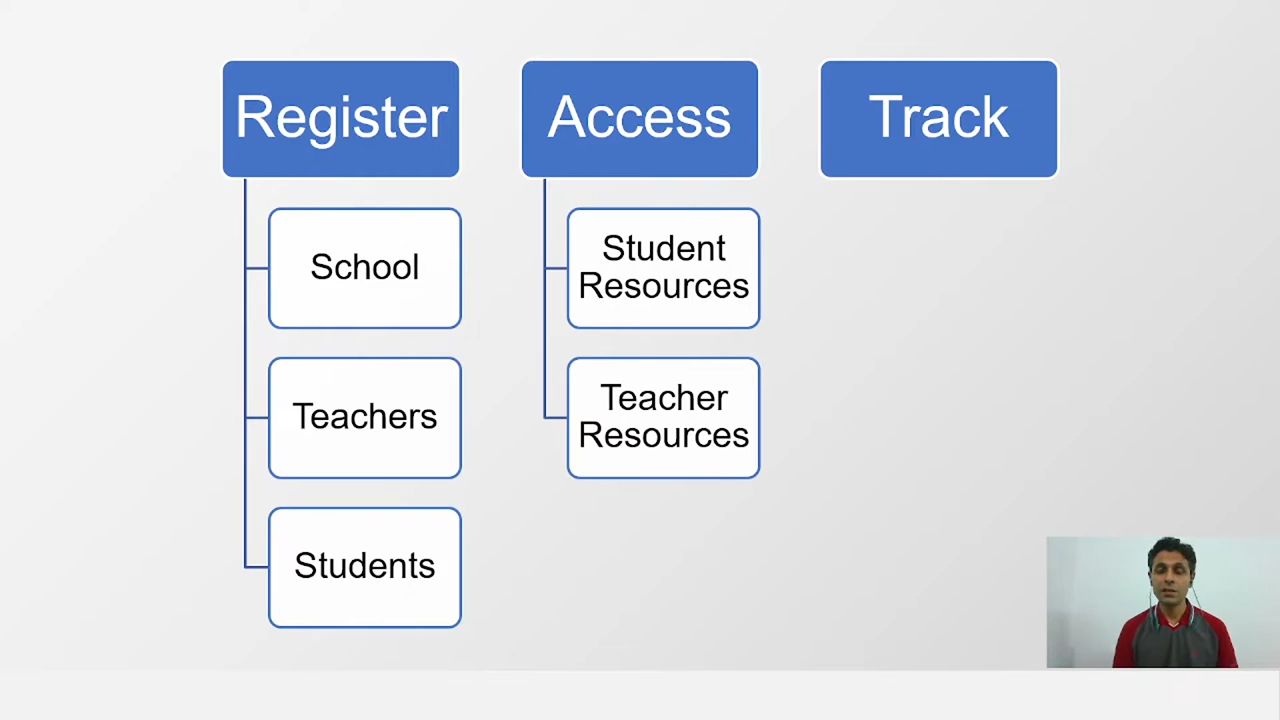 Register
School
Teachers
Students
Access
Student
Resources
Teacher
Resources
Track